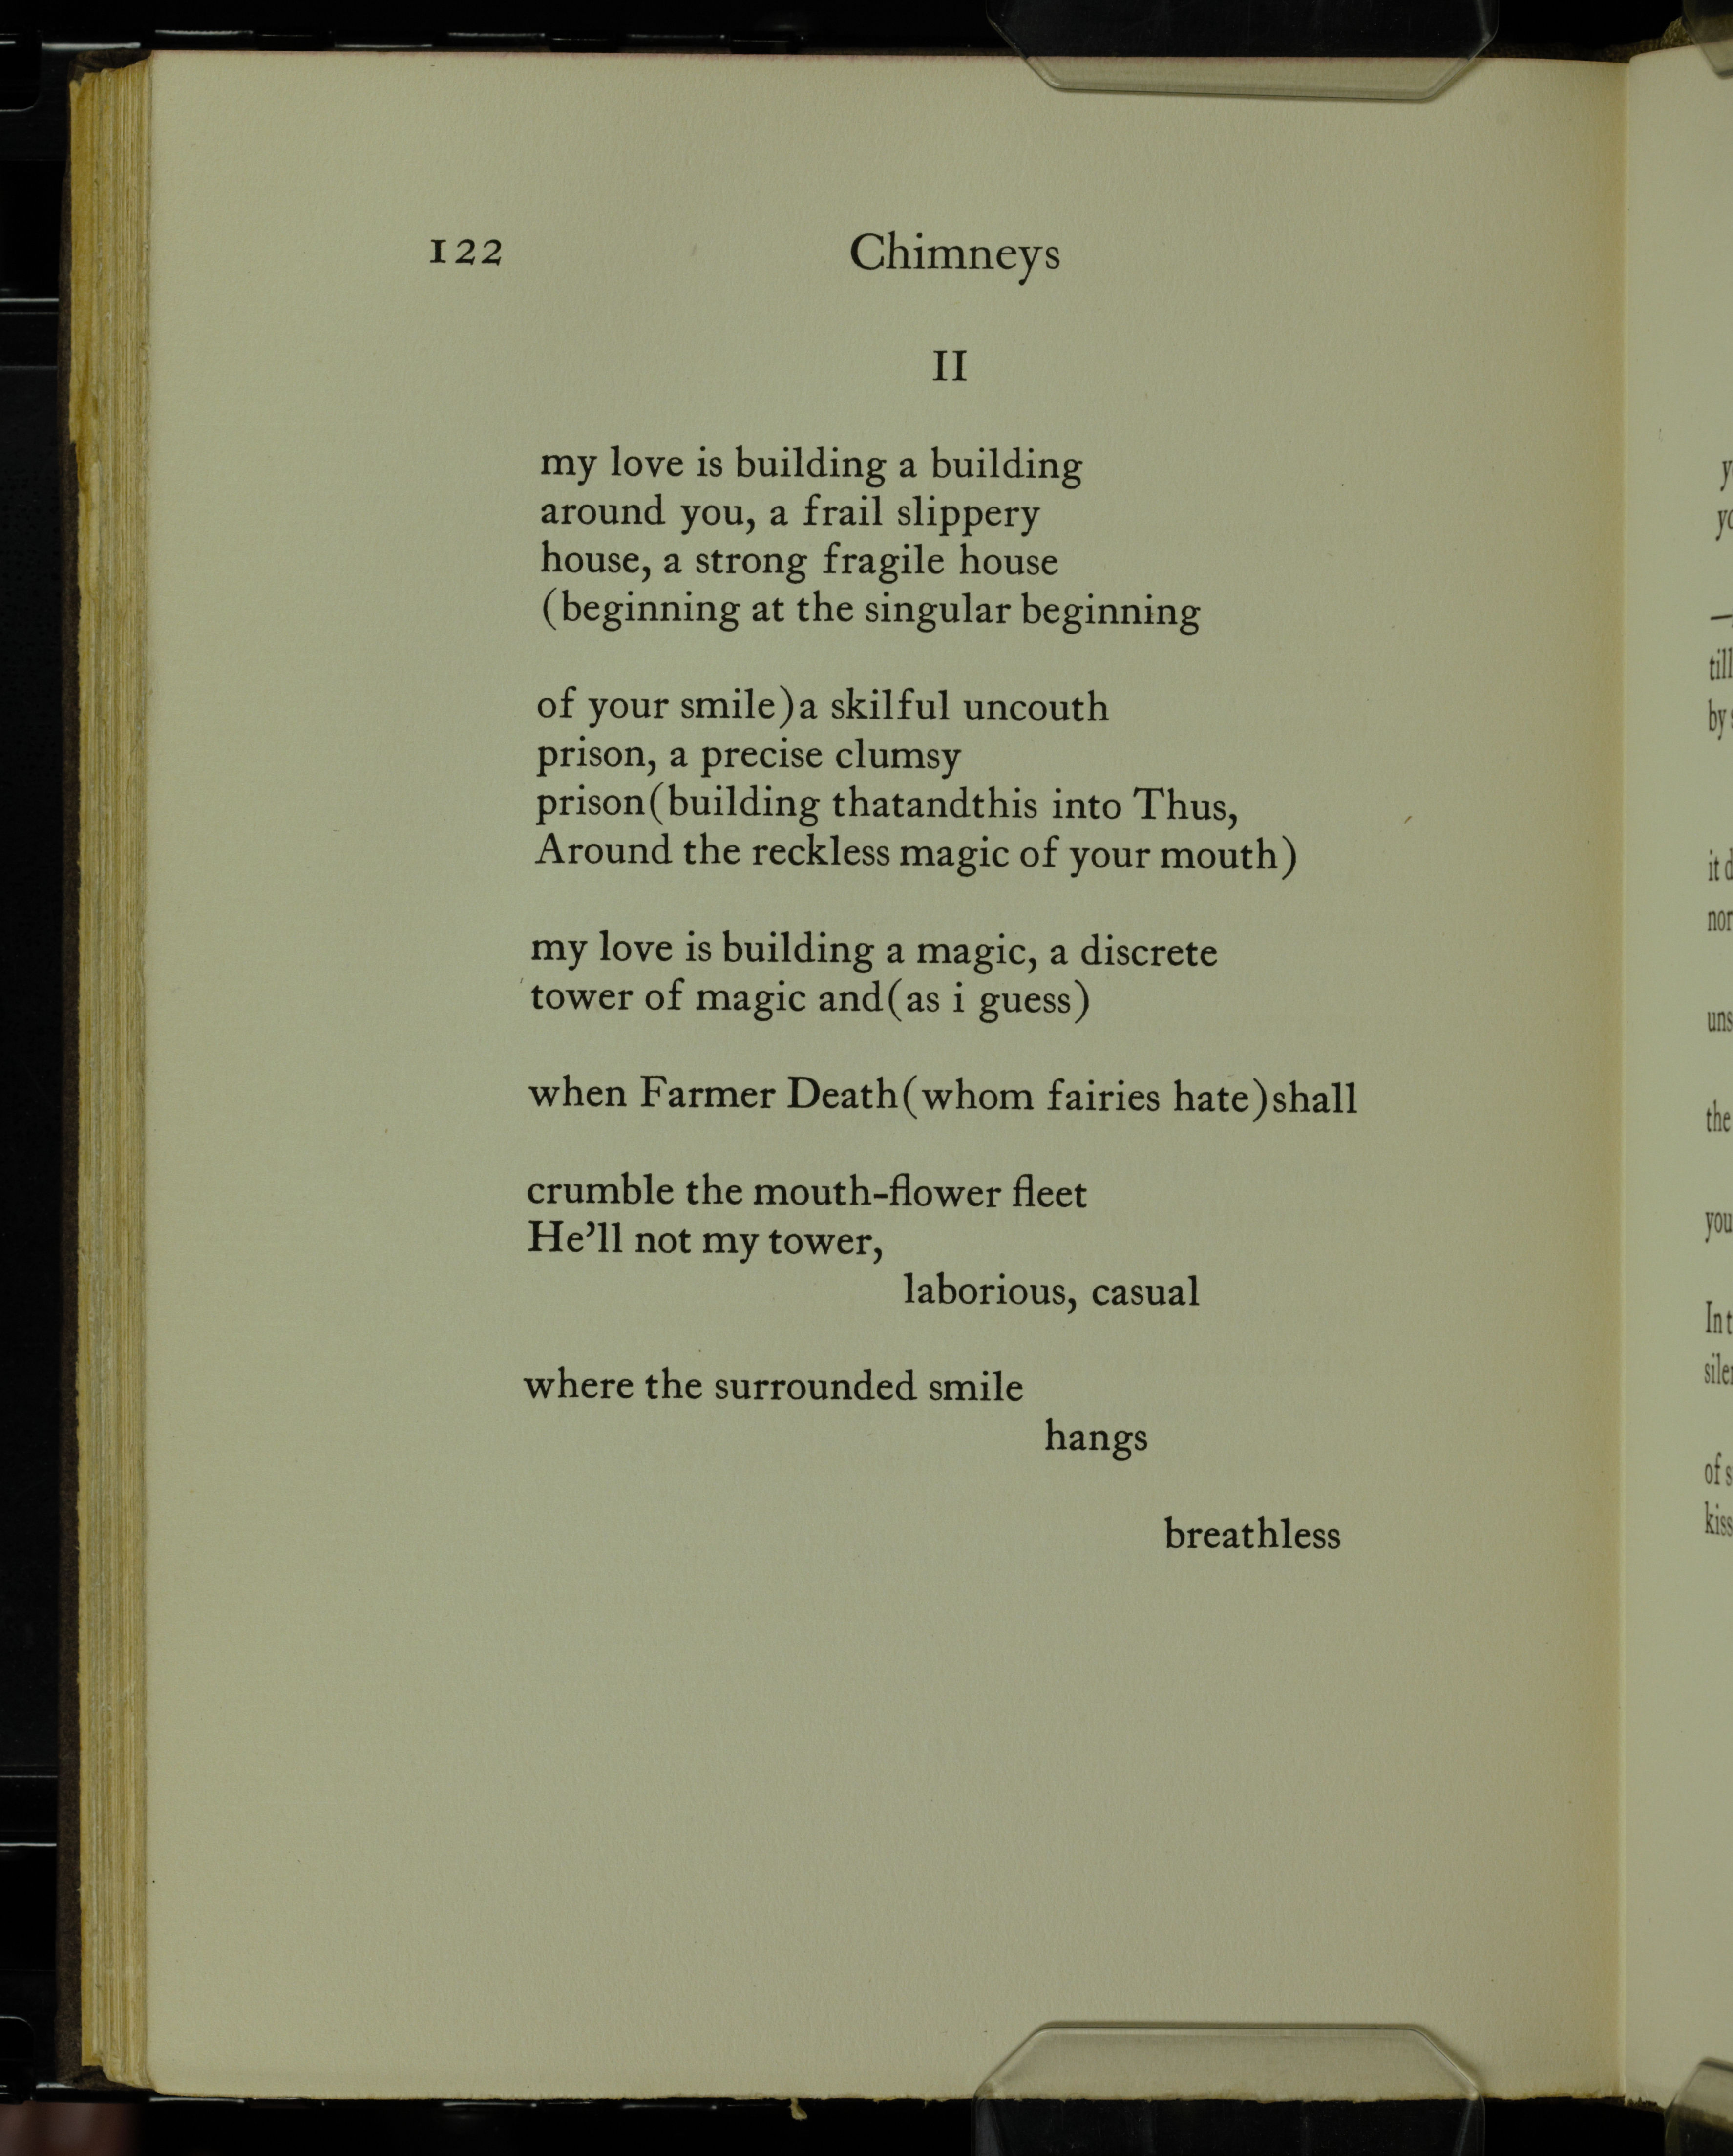 122 Chimneys
II
my love is building a building
around you, a frail slippery
house, a strong fragile house
(beginning at the singular beginning
of your smile)a skilful uncouth
prison, a precise clumsy
prison(building thatandthis into Thus,
Around the reckless magic of your mouth)
my love is building a magic, a discrete
tower of magic and(as i guess)
when Farmer Death(whom fairies hate)shall
crumble the mouth-flower fleet
He'll not my tower,
laborious, casual
where the surrounded smile
hangs
breathless